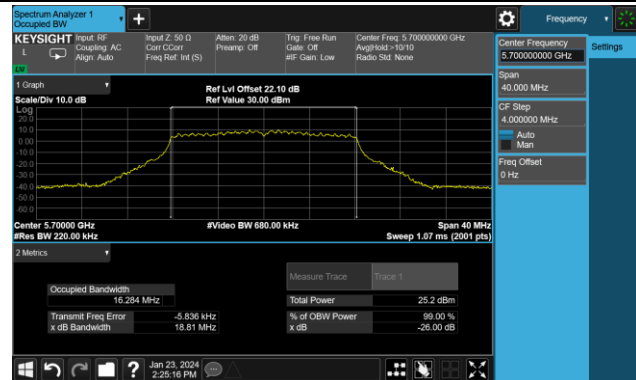 Spectrum Analyzer 1
Occupied BW
+
Frequency
KEYSIGHT
L
Input: RF
Coupling: AC
Align: Auto
Input Z: 50 Ω
Corr CCorr
Freq Ref: Int (S)
Atten: 20 dB
Preamp: Off
Trig: Free Run
Gate: Off
#IF Gain: Low
Center Freq: 5.700000000 GHz
Avg|Hold:>10/10
Radio Std: None
Center Frequency
5.700000000 GHz
Settings
Span
40.000 MHz
CF Step
4.000000 MHz
Auto
Man
Freq Offset
0 Hz
1 Graph
Scale/Div 10.0 dB
Ref Lvl Offset 22.10 dB
Ref Value 30.00 dBm
Log
20.0
10.0
0.00
-10.0
-20.0
-30.0
-40.0
-50.0
-60.0
Center 5.70000 GHz
#Res BW 220.00 kHz
#Video BW 680.00 kHz
Span 40 MHz
Sweep 1.07 ms (2001 pts)
2 Metrics
Measure Trace
Trace 1
Occupied Bandwidth
16.284 MHz
Total Power
25.2 dBm
Transmit Freq Error
-5.836 kHz
% of OBW Power
99.00 %
x dB Bandwidth
18.81 MHz
x dB
-26.00 dB
?
Jan 23, 2024
2:25:16 PM